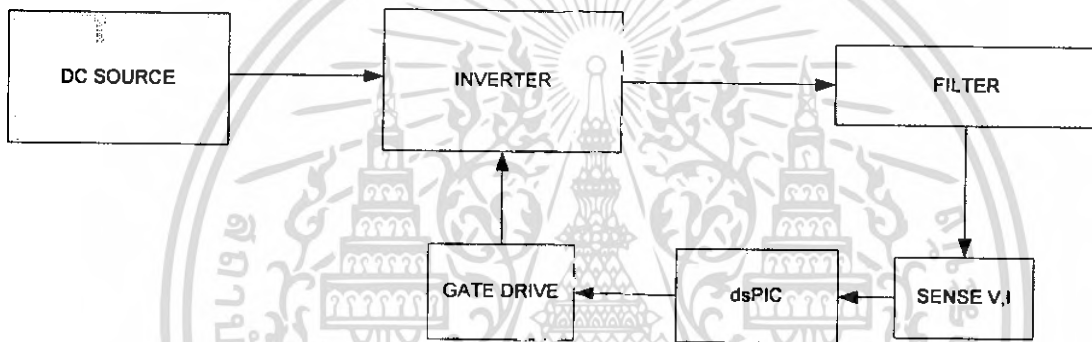 DC SOURCE
INVERTER
FILTER
GATE DRIVE
dsPIC
SENSE V,I